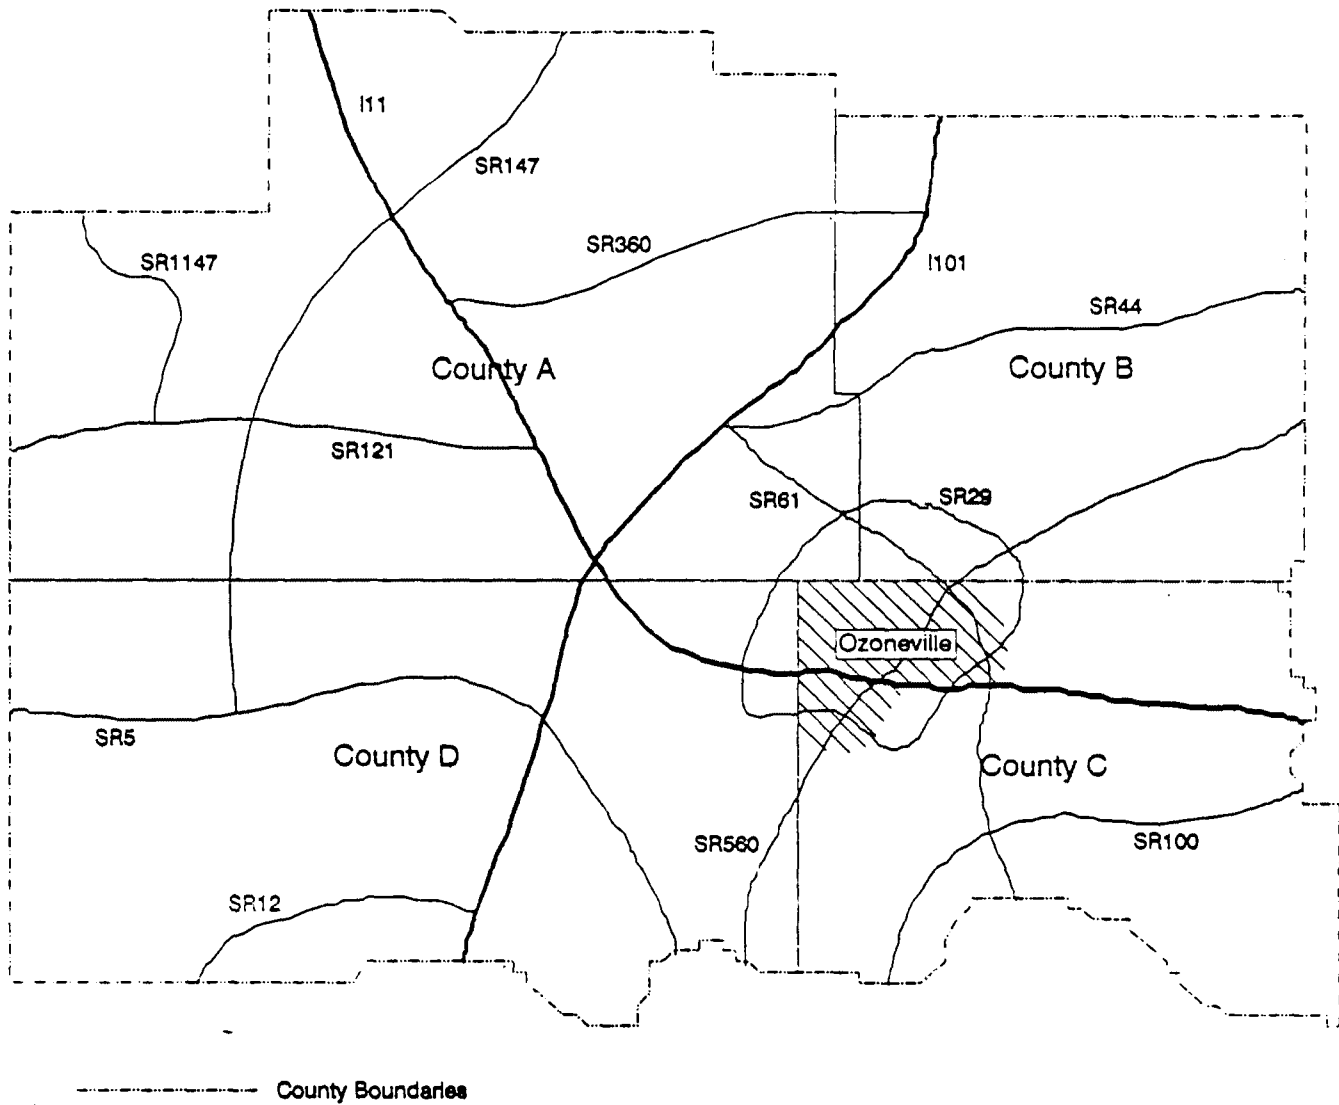 I11
SR147
SR360
SR1147
I101
SR44
County A
County B
SR121
SR61
SR29
Ozoneville
SR5
County D
County C
SR560
SR100
SR12
County Boundaries